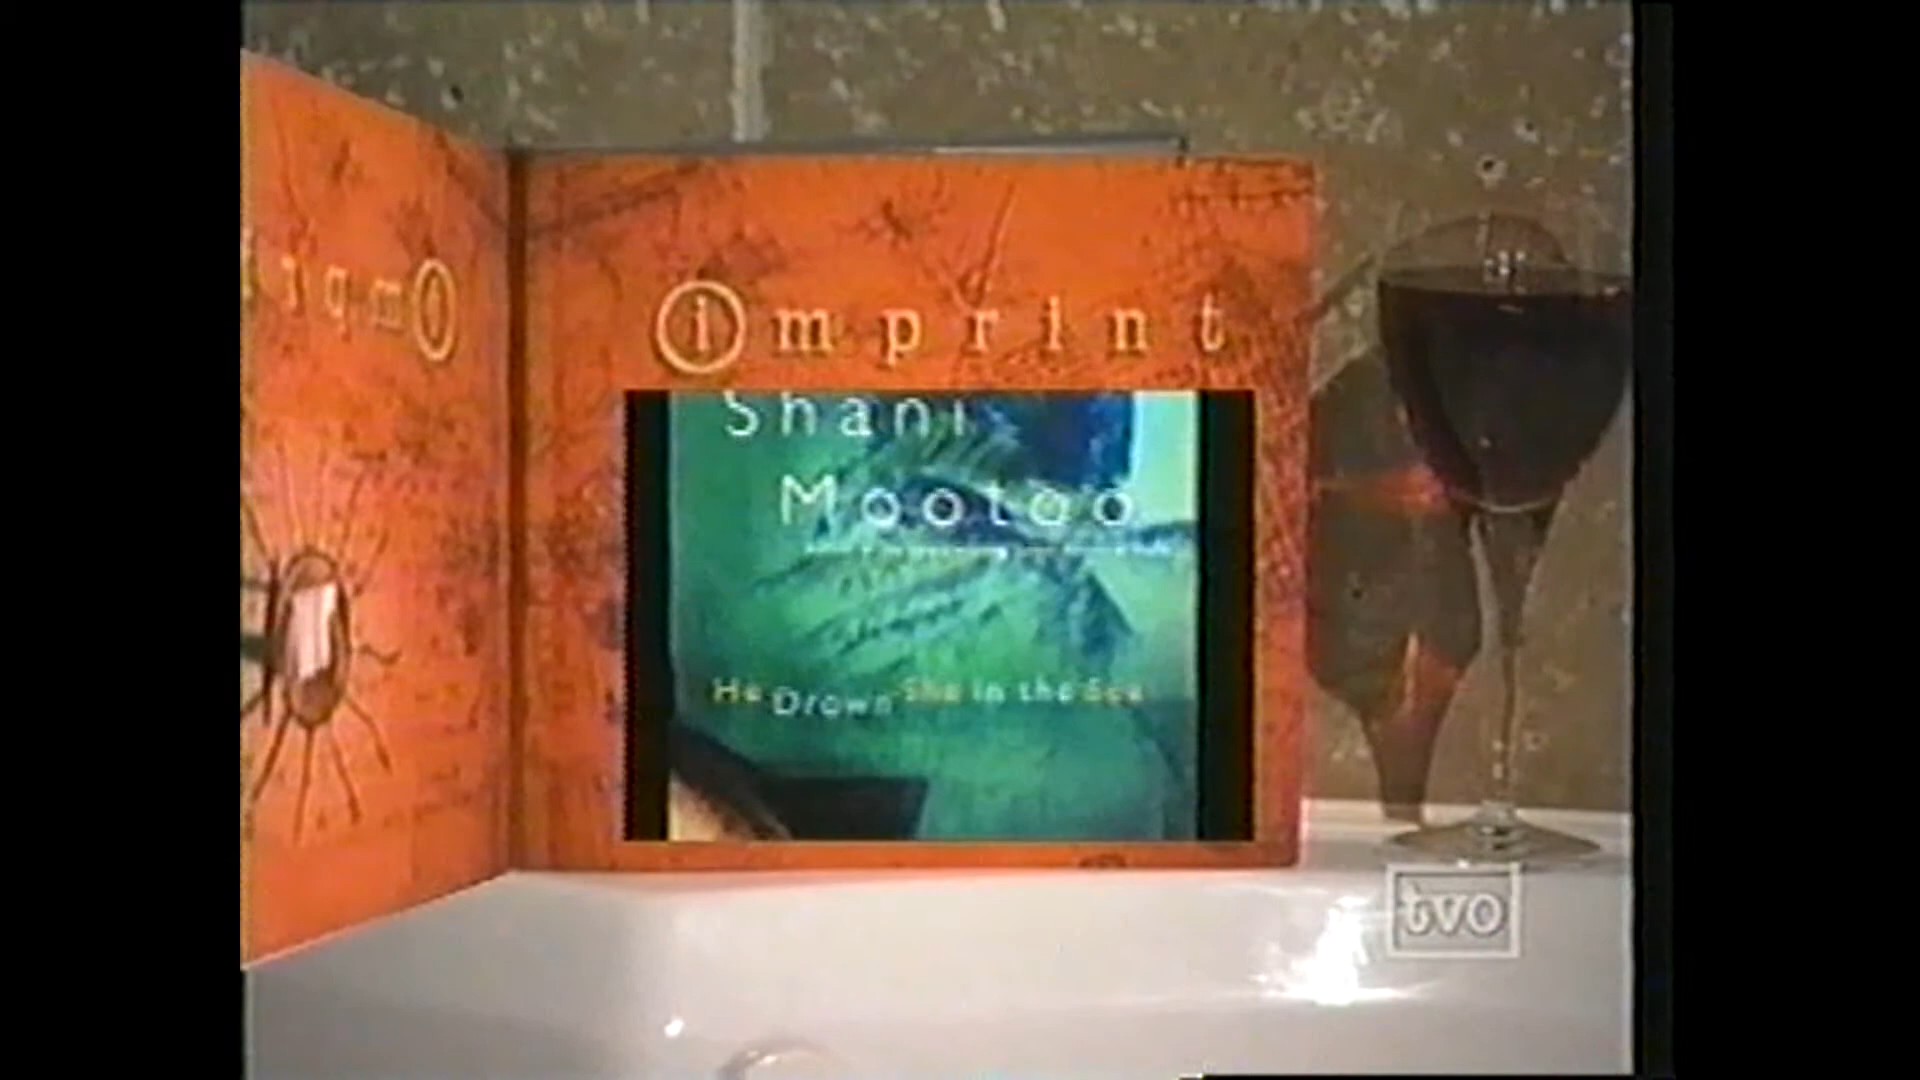 imprint
Shani
Mootoo
He Drown She in the Sea
tvo